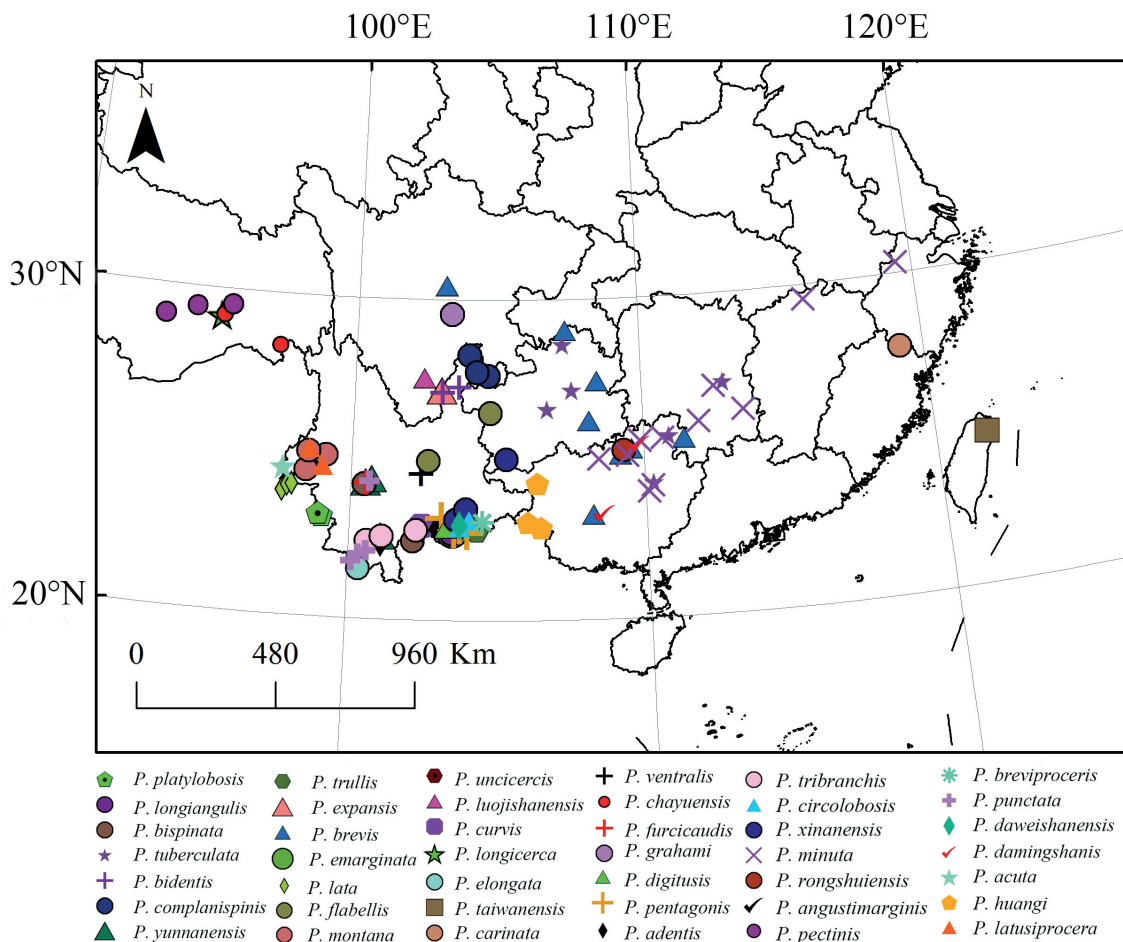 100°E 110°E 120°E
N
30°N
20°N
0 480 960 Km
P. platylobosis
P. longiangulis
P. bispinata
P. tuberculata
P. bidentis
P. complanispinis
P. yunnanensis
P. trullis
P. expansis
P. brevis
P. emarginata
P. lata
P. flabellis
P. montana
P. uncicercis
P. luojishanensis
P. curvis
P. longicerca
P. elongata
P. taiwanensis
P. carinata
P. ventralis
P. chayuensis
P. furcicaudis
P. grahami
P. digitusis
P. pentagonis
P. adentis
P. tribranchis
P. circolobosis
P. xinanensis
P. minuta
P. rongshuiensis
P. angustimarginis
P. pectinis
P. breviproceris
P. punctata
P. daweishanensis
P. damingshanis
P. acuta
P. huangi
P. latusiprocera